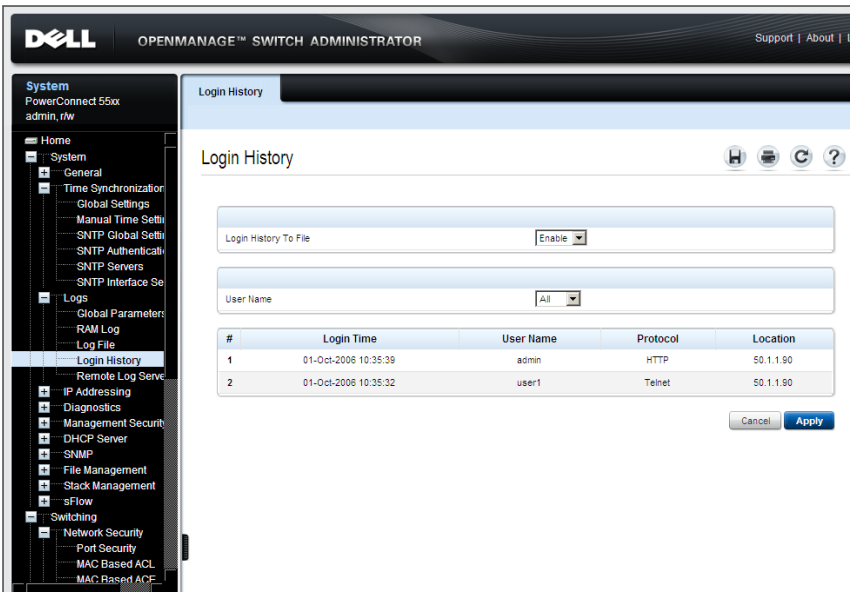 DELL
OPENMANAGE™ SWITCH ADMINISTRATOR
Support | About |
System
PowerConnect 55xx
admin, r/w
Home
System
General
Time Synchronization
Global Settings
Manual Time Setti
SNTP Global Setti
SNTP Authenticati
SNTP Servers
SNTP Interface Se
Logs
Global Parameters
RAM Log
Log File
Login History
Remote Log Serve
IP Addressing
Diagnostics
Management Securit
DHCP Server
SNMP
File Management
Stack Management
sFlow
Switching
Network Security
Port Security
MAC Based ACL
MAC Based ACE
Login History
Login History
Login History To File Enable
User Name All
# Login Time User Name Protocol Location
1 01-Oct-2006 10:35:39 admin HTTP 50.1.1.90
2 01-Oct-2006 10:35:32 user1 Telnet 50.1.1.90
Cancel Apply